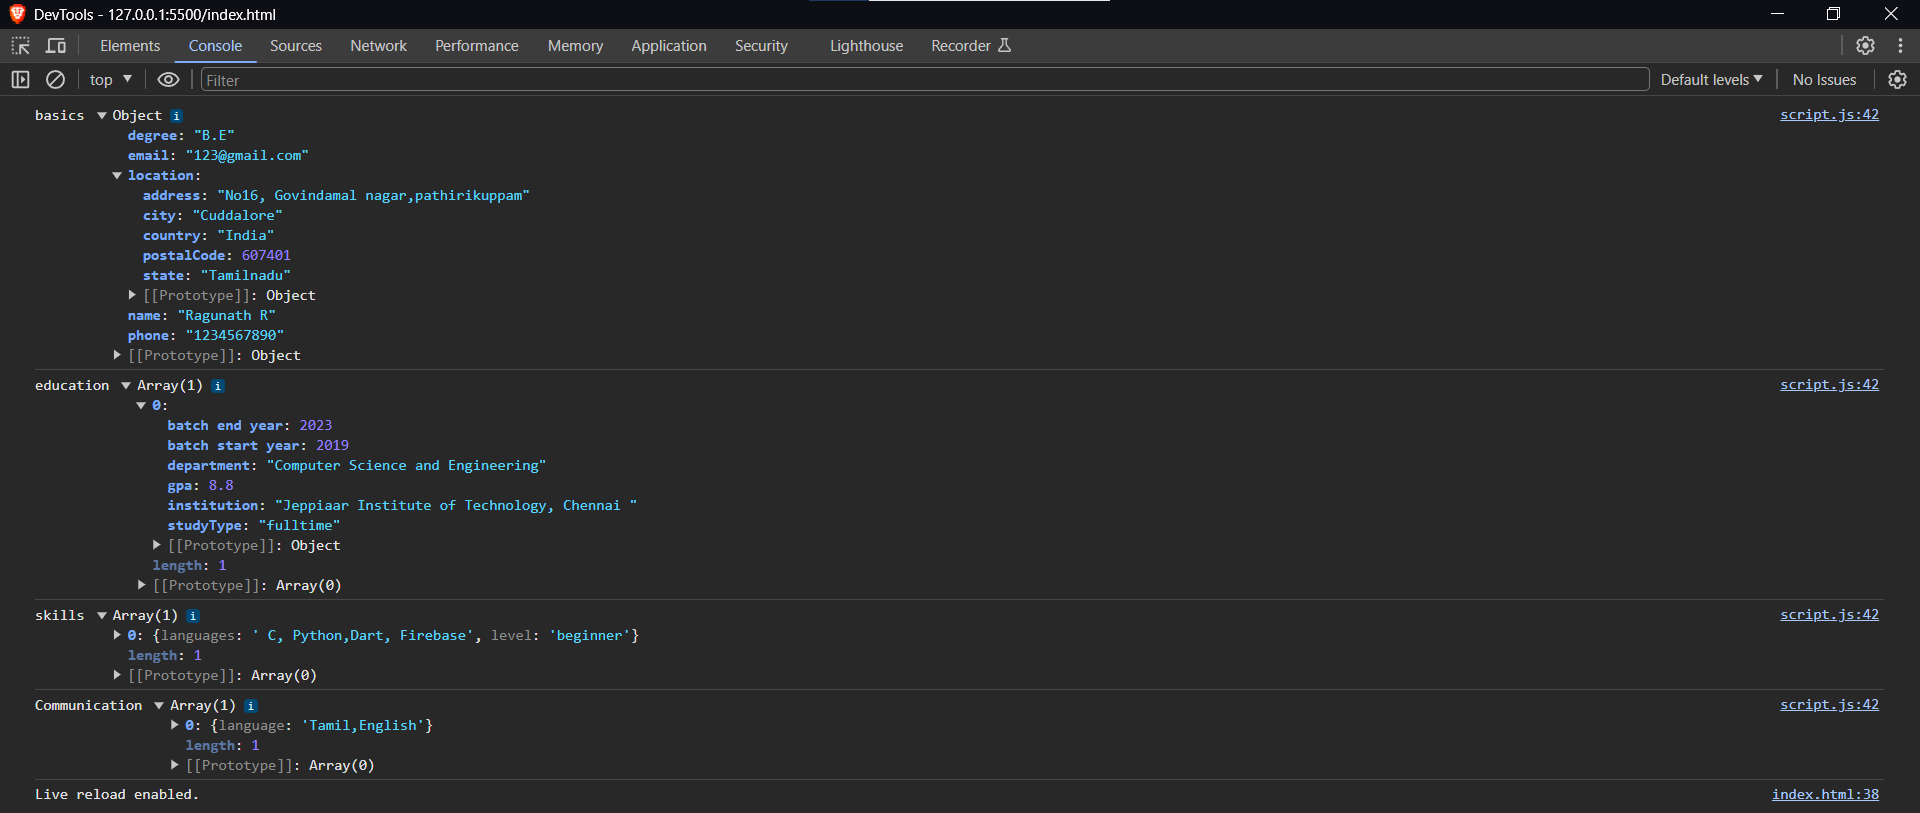 DevTools - 127.0.0.1:5500/index.html
Elements Console Sources Network Performance Memory Application Security Lighthouse Recorder
top Filter Default levels No Issues
basics Object i script.js:42
degree: "B.E"
email: "123@gmail.com"
location:
address: "No16, Govindamal nagar,pathirikuppam"
city: "Cuddalore"
country: "India"
postalCode: 607401
state: "Tamilnadu"
[[Prototype]]: Object
name: "Ragunath R"
phone: "1234567890"
[[Prototype]]: Object
education Array(1) i script.js:42
0:
batch end year: 2023
batch start year: 2019
department: "Computer Science and Engineering"
gpa: 8.8
institution: "Jeppiaar Institute of Technology, Chennai "
studyType: "fulltime"
[[Prototype]]: Object
length: 1
[[Prototype]]: Array(0)
skills Array(1) i script.js:42
0: {languages: ' C, Python,Dart, Firebase', level: 'beginner'}
length: 1
[[Prototype]]: Array(0)
Communication Array(1) i script.js:42
0: {language: 'Tamil,English'}
length: 1
[[Prototype]]: Array(0)
Live reload enabled. index.html:38